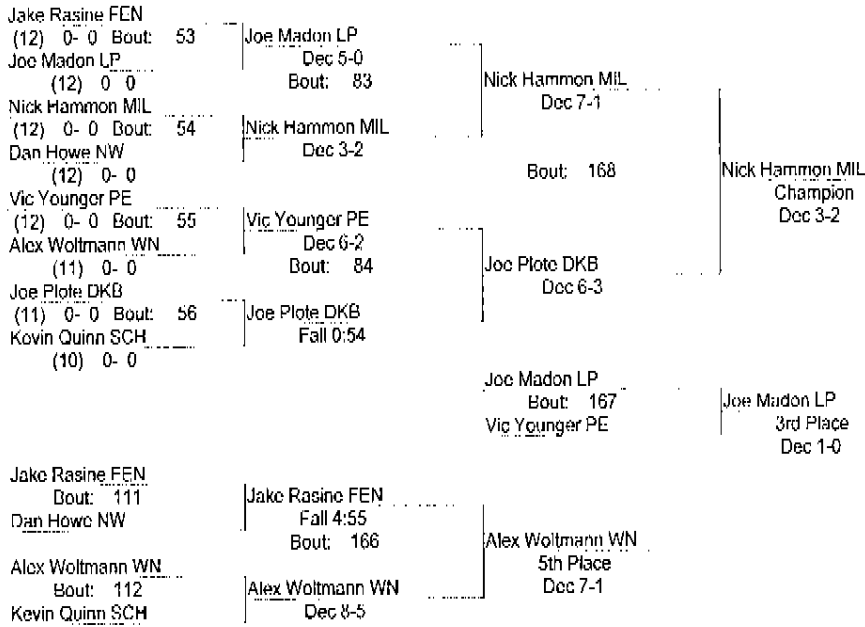 Jake Rasine FEN
(12) 0- 0 Bout: 53
Joe Madon LP
Joe Madon LP
Dec 5-0
(12) 0 0
Bout: 83
Nick Hammon MIL
Nick Hammon MIL
Dec 7-1
(12) 0- 0 Bout: 54
Nick Hammon MIL
Dan Howe NW
Dec 3-2
(12) 0- 0
Bout: 168
Nick Hammon MIL
Champion
Dec 3-2
Vic Younger PE
(12) 0- 0 Bout: 55
Vic Younger PE
Alex Woltmann WN
Dec 6-2
(11) 0- 0
Bout: 84
Joe Plote DKB
Dec 6-3
Joe Plote DKB
(11) 0- 0 Bout: 56
Joe Plote DKB
Kevin Quinn SCH
Fall 0:54
(10) 0- 0
Joe Madon LP
Bout: 167
Vic Younger PE
Joe Madon LP
3rd Place
Dec 1-0
Jake Rasine FEN
Bout: 111
Dan Howe NW
Jake Rasine FEN
Fall 4:55
Bout: 166
Alex Woltmann WN
5th Place
Dec 7-1
Alex Woltmann WN
Bout: 112
Kevin Quinn SCH
Alex Woltmann WN
Dec 8-5